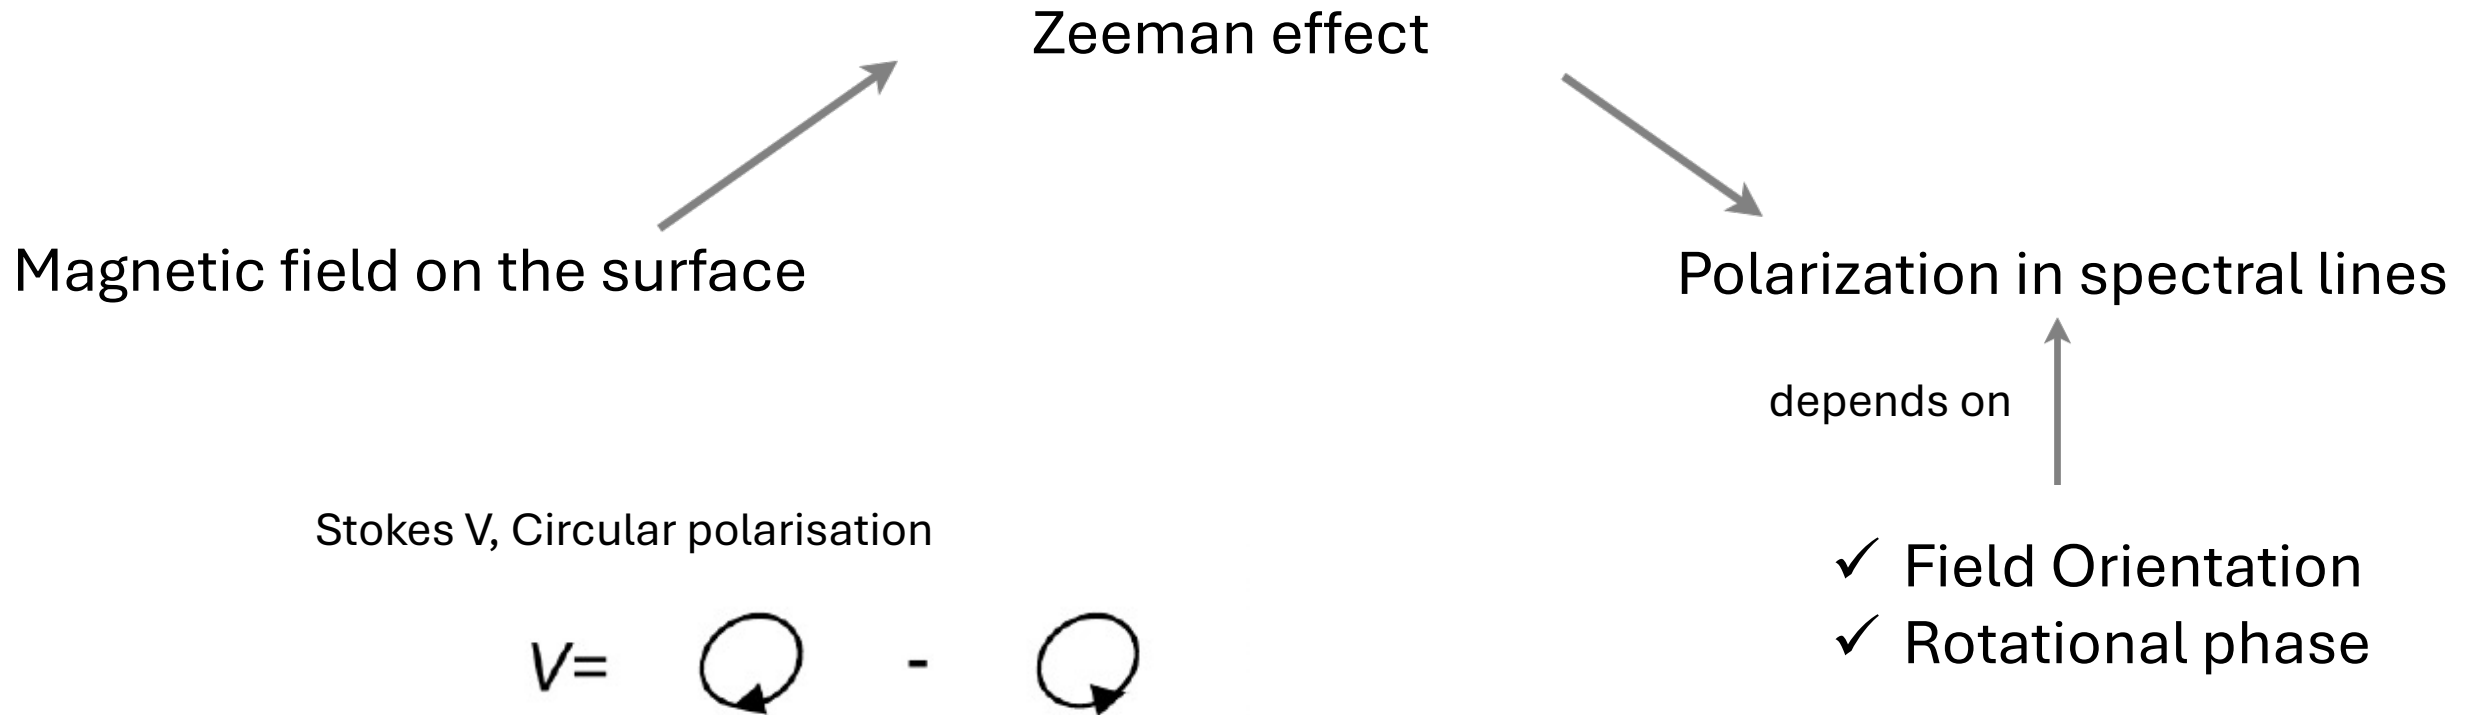 Zeeman effect
Magnetic field on the surface
Polarization in spectral lines
depends on
Stokes V, Circular polarisation
✓ Field Orientation
✓ Rotational phase
V= -